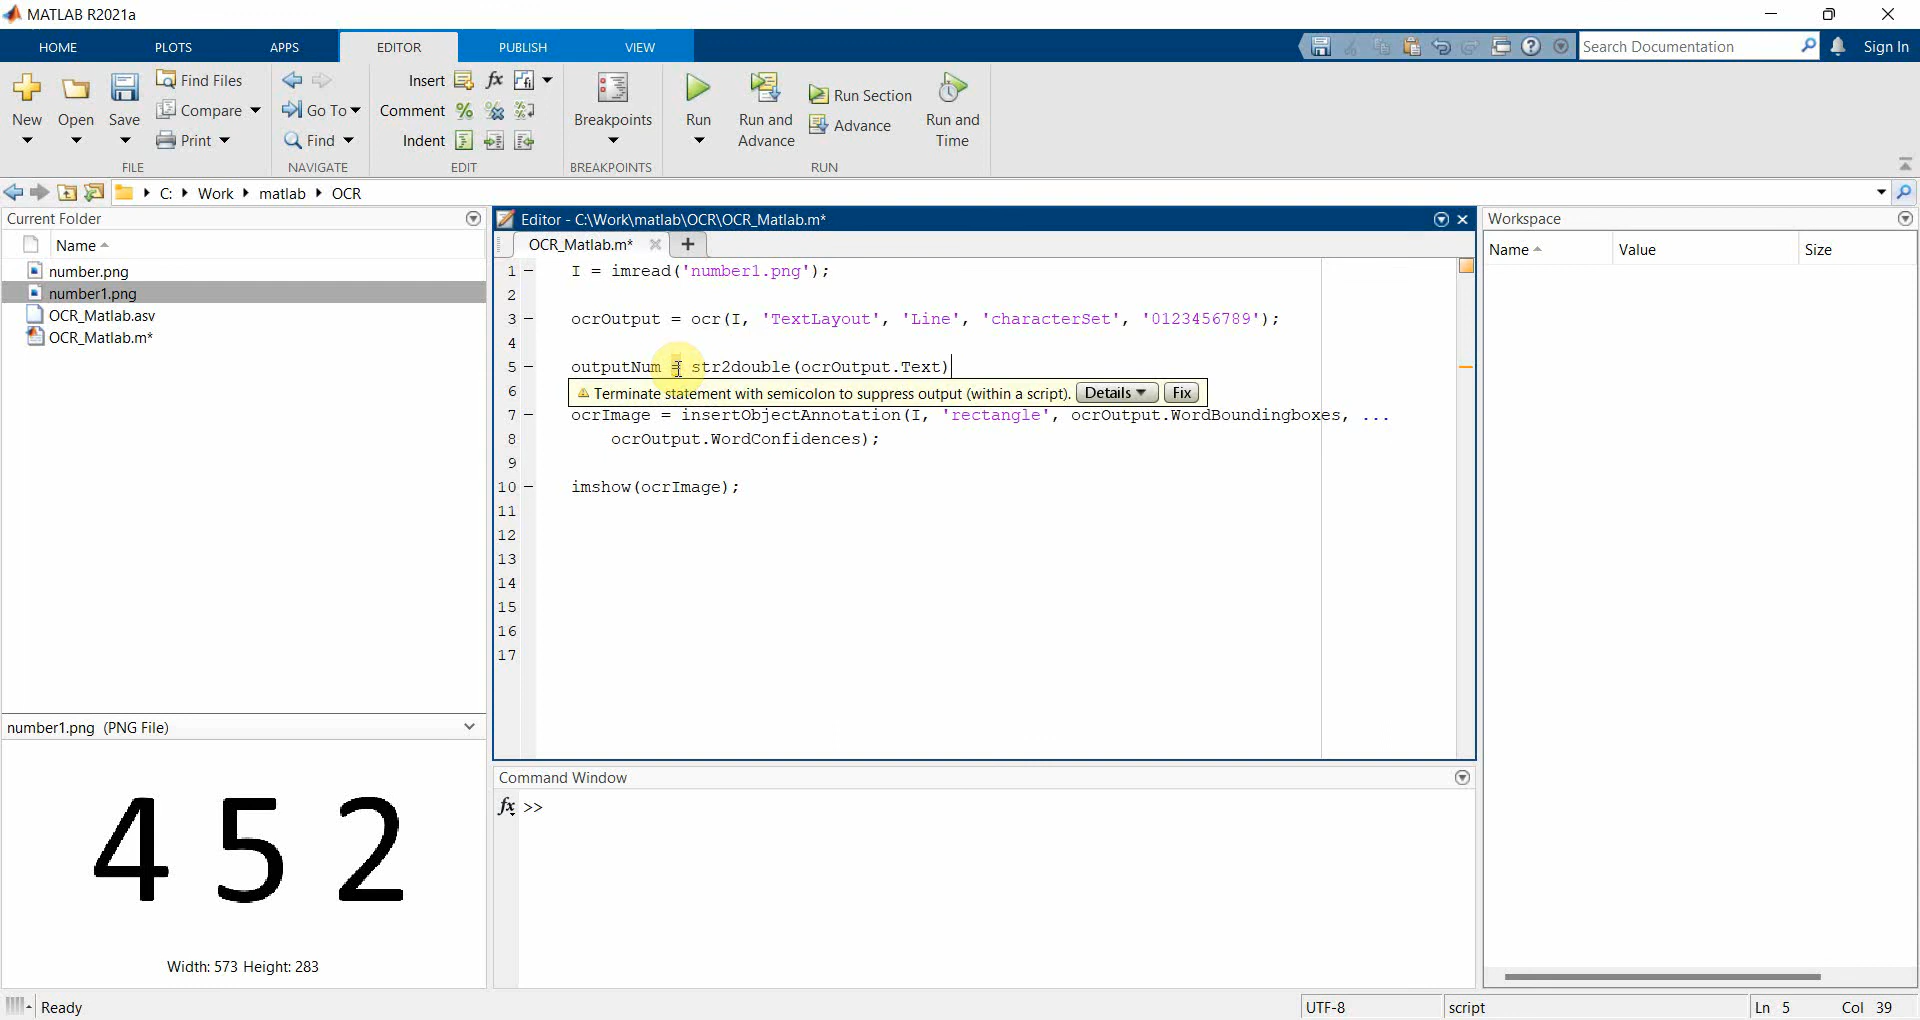 MATLAB R2021a
HOME PLOTS APPS EDITOR PUBLISH VIEW
Search Documentation
Sign In
New
Open
Save
Find Files
Compare
Print
FILE
Go To
Find
NAVIGATE
Insert
Comment
Indent
EDIT
Breakpoints
BREAKPOINTS
Run
Run and
Advance
Run Section
Advance
Run and
Time
RUN
C: Work matlab OCR
Current Folder
Name
number.png
number1.png
OCR_Matlab.asv
OCR_Matlab.m*
number1.png (PNG File)
4 5 2
Width: 573 Height: 283
Editor - C:\Work\matlab\OCR\OCR_Matlab.m*
OCR_Matlab.m*
1 I = imread('number1.png');
2
3 ocrOutput = ocr(I, 'TextLayout', 'Line', 'characterSet', '0123456789');
4
5 outputNum = str2double(ocrOutput.Text)
6 Terminate statement with semicolon to suppress output (within a script). Details Fix
7 ocrImage = insertObjectAnnotation(I, 'rectangle', ocrOutput.WordBoundingboxes, ...
8 ocrOutput.WordConfidences);
9
10 imshow(ocrImage);
11
12
13
14
15
16
17
Command Window
fx >>
Workspace
Name Value Size
Ready
UTF-8 script Ln 5 Col 39